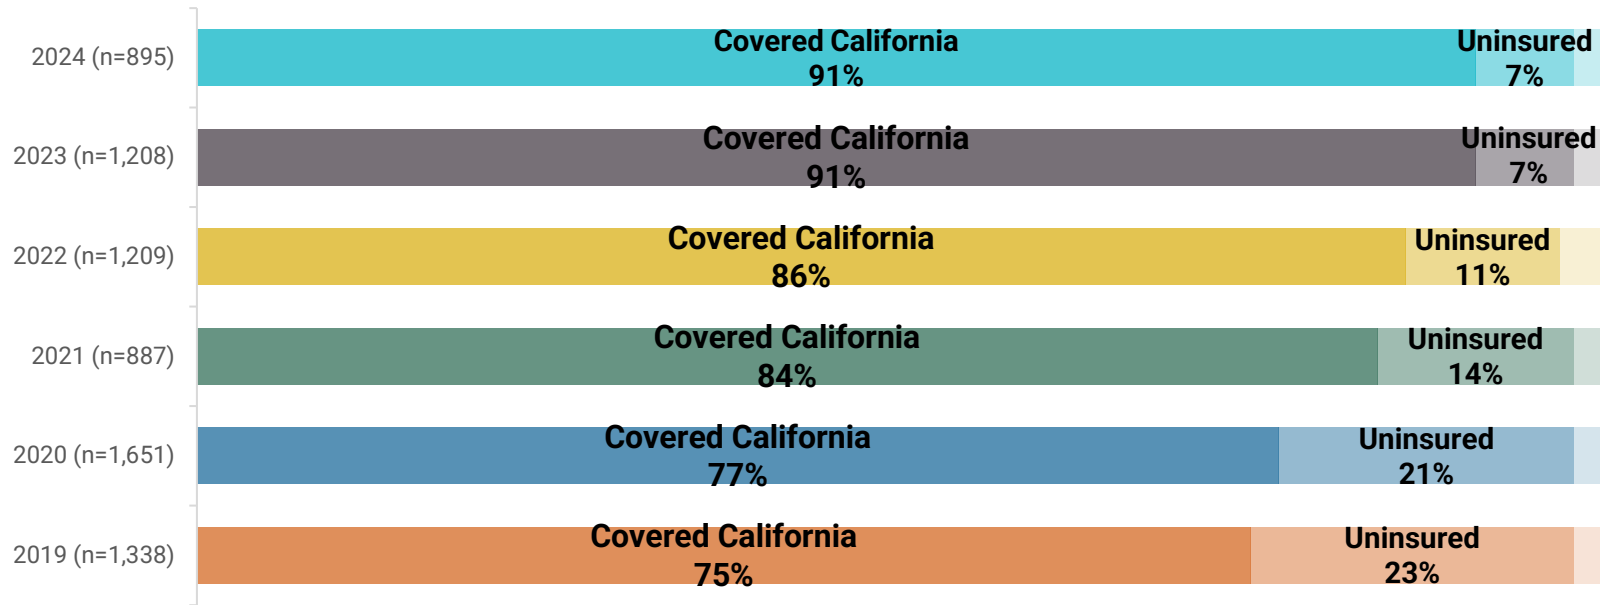 Covered California
Uninsured
2024 (n=895)
91%
7%
Covered California
Uninsured
2023 (n=1,208)
91%
7%
Covered California
Uninsured
2022 (n=1,209)
86%
11%
Covered California
Uninsured
2021 (n=887)
84%
14%
Covered California
Uninsured
2020 (n=1,651)
77%
21%
Covered California
Uninsured
2019 (n=1,338)
75%
23%